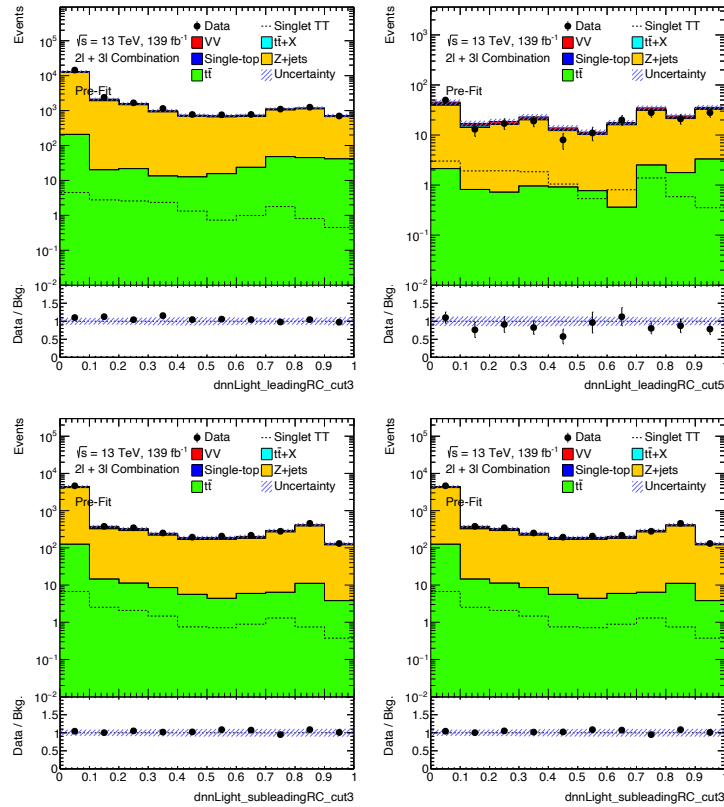 Events
10^5
10^4
10^3
10^2
10
1
10^-1
√s = 13 TeV, 139 fb^-1
2l + 3l Combination
Pre-Fit
Data
VV
Single-top
tt̄
Singlet TT
tt̄+X
Z+jets
Uncertainty
Data / Bkg.
1.5
1
0.5
0
0 0.1 0.2 0.3 0.4 0.5 0.6 0.7 0.8 0.9 1
dnnLight_leadingRC_cut3
Events
10^3
10^2
10
1
10^-1
10^-2
√s = 13 TeV, 139 fb^-1
2l + 3l Combination
Pre-Fit
Data
VV
Single-top
tt̄
Singlet TT
tt̄+X
Z+jets
Uncertainty
Data / Bkg.
1.5
1
0.5
0
0 0.1 0.2 0.3 0.4 0.5 0.6 0.7 0.8 0.9 1
dnnLight_leadingRC_cut5
Events
10^5
10^4
10^3
10^2
10
1
10^-1
√s = 13 TeV, 139 fb^-1
2l + 3l Combination
Pre-Fit
Data
VV
Single-top
tt̄
Singlet TT
tt̄+X
Z+jets
Uncertainty
Data / Bkg.
1.5
1
0.5
0
0 0.1 0.2 0.3 0.4 0.5 0.6 0.7 0.8 0.9 1
dnnLight_subleadingRC_cut3
Events
10^5
10^4
10^3
10^2
10
1
10^-1
10^-2
√s = 13 TeV, 139 fb^-1
2l + 3l Combination
Pre-Fit
Data
VV
Single-top
tt̄
Singlet TT
tt̄+X
Z+jets
Uncertainty
Data / Bkg.
1.5
1
0.5
0
0 0.1 0.2 0.3 0.4 0.5 0.6 0.7 0.8 0.9 1
dnnLight_subleadingRC_cut3